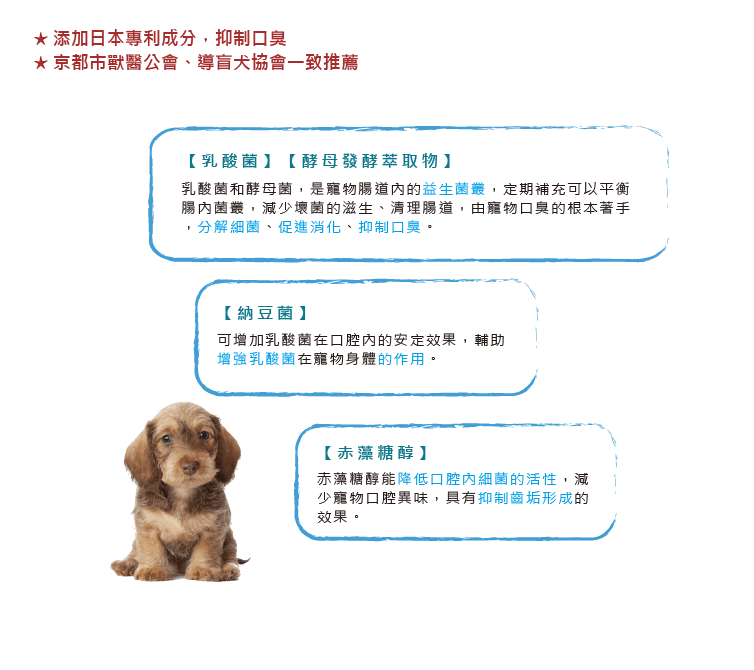 ★ 添加日本專利成分，抑制口臭
★ 京都市獸醫公會、導盲犬協會一致推薦
【乳酸菌】【酵母發酵萃取物】
乳酸菌和酵母菌，是寵物腸道內的益生菌叢，定期補充可以平衡
腸內菌叢，減少壞菌的滋生、清理腸道，由寵物口臭的根本著手
，分解細菌、促進消化、抑制口臭。
【納豆菌】
可增加乳酸菌在口腔內的安定效果，輔助
增強乳酸菌在寵物身體的作用。
【赤藻糖醇】
赤藻糖醇能降低口腔內細菌的活性，減
少寵物口腔異味，具有抑制齒垢形成的
效果。